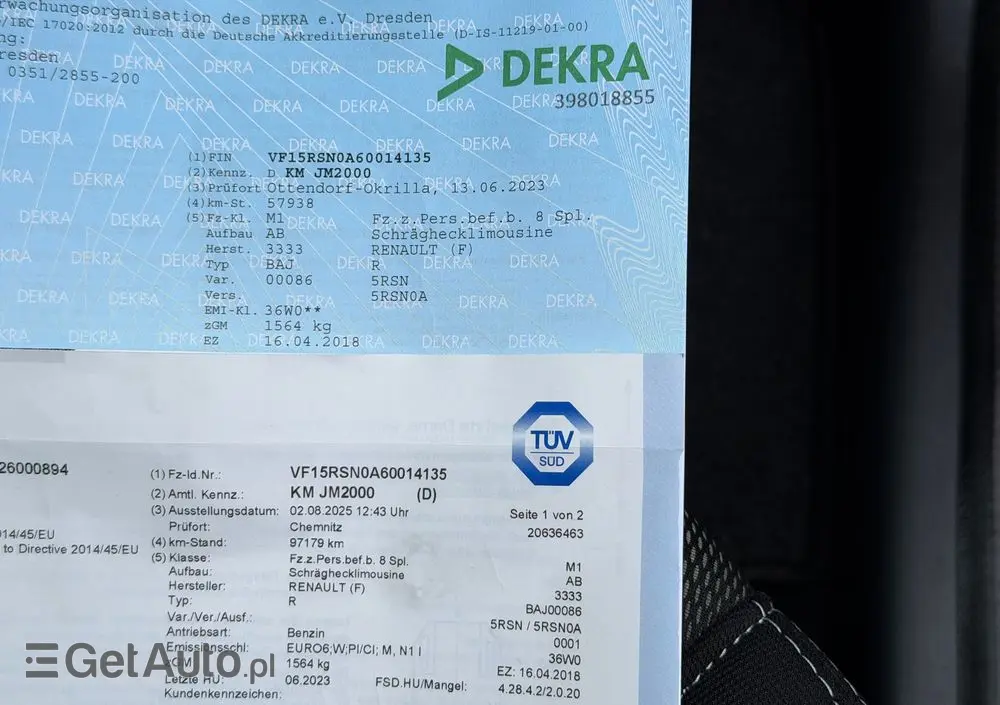 rwachungsorganisation des DEKRA e.V. Dresden
/IEC 17020:2012 durch die Deutsche Akkreditierungsstelle (D-IS-11219-01-00)
ng:
resden
0351/2855-200
DEKRA
398018855
(1) FIN VF15RSN0A60014135
(2) Kennz. D KM JM2000
(3) Prüfort Ottendorf-Okrilla, 13.06.2023
(4) km-St. 57938
(5) Fz-Kl. M1 Fz.z.Pers.bef.b. 8 Spl.
Aufbau AB Schräghecklimousine
Herst. 3333 RENAULT (F)
Typ BAJ R
Var. 00086 5RSN
Vers. 5RSN0A
EMI-Kl. 36W0**
zGM 1564 kg
EZ 16.04.2018
TÜV
SÜD
26000894
(1) Fz-Id.Nr.: VF15RSN0A60014135
(2) Amtl. Kennz.: KM JM2000 (D)
(3) Ausstellungsdatum: 02.08.2025 12:43 Uhr Seite 1 von 2
Prüfort: Chemnitz 20636463
014/45/EU
to Directive 2014/45/EU
(4) km-Stand: 97179 km
(5) Klasse: Fz.z.Pers.bef.b. 8 Spl. M1
Aufbau: Schräghecklimousine AB
Hersteller: RENAULT (F) 3333
Typ: R BAJ00086
Var./Ver./Ausf.: 5RSN / 5RSN0A
Antriebsart: Benzin 0001
Emissionsschl: EURO6;W;PI/CI; M, N1 I 36W0
zGM: 1564 kg EZ: 16.04.2018
Letzte HU: 06.2023 FSD.HU/Mangel: 4.28.4.2/2.0.20
Kundenkennzeichen:
GetAuto.pl